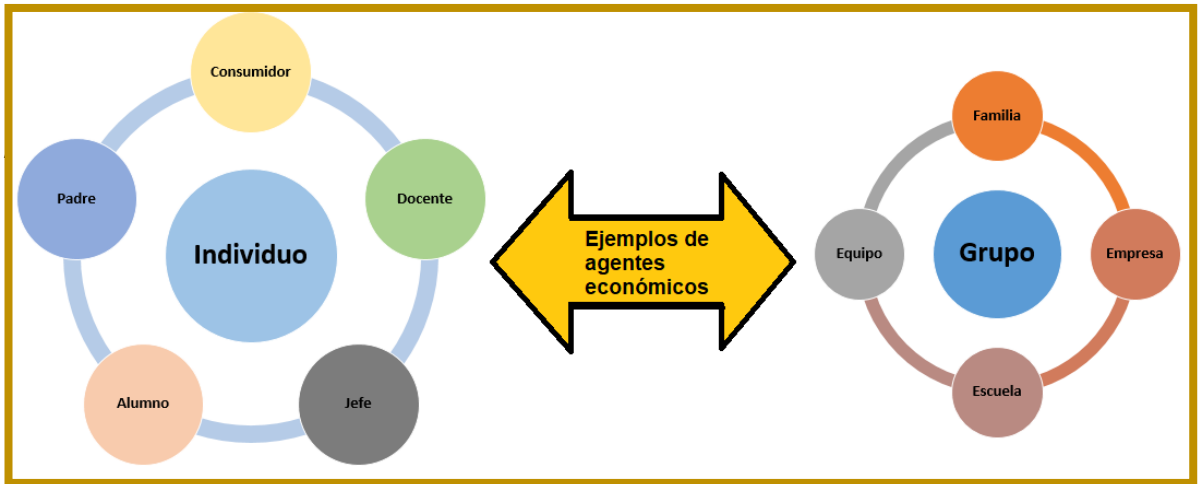 Consumidor
Padre
Docente
Individuo
Alumno
Jefe
Ejemplos de
agentes
económicos
Familia
Equipo
Grupo
Empresa
Escuela